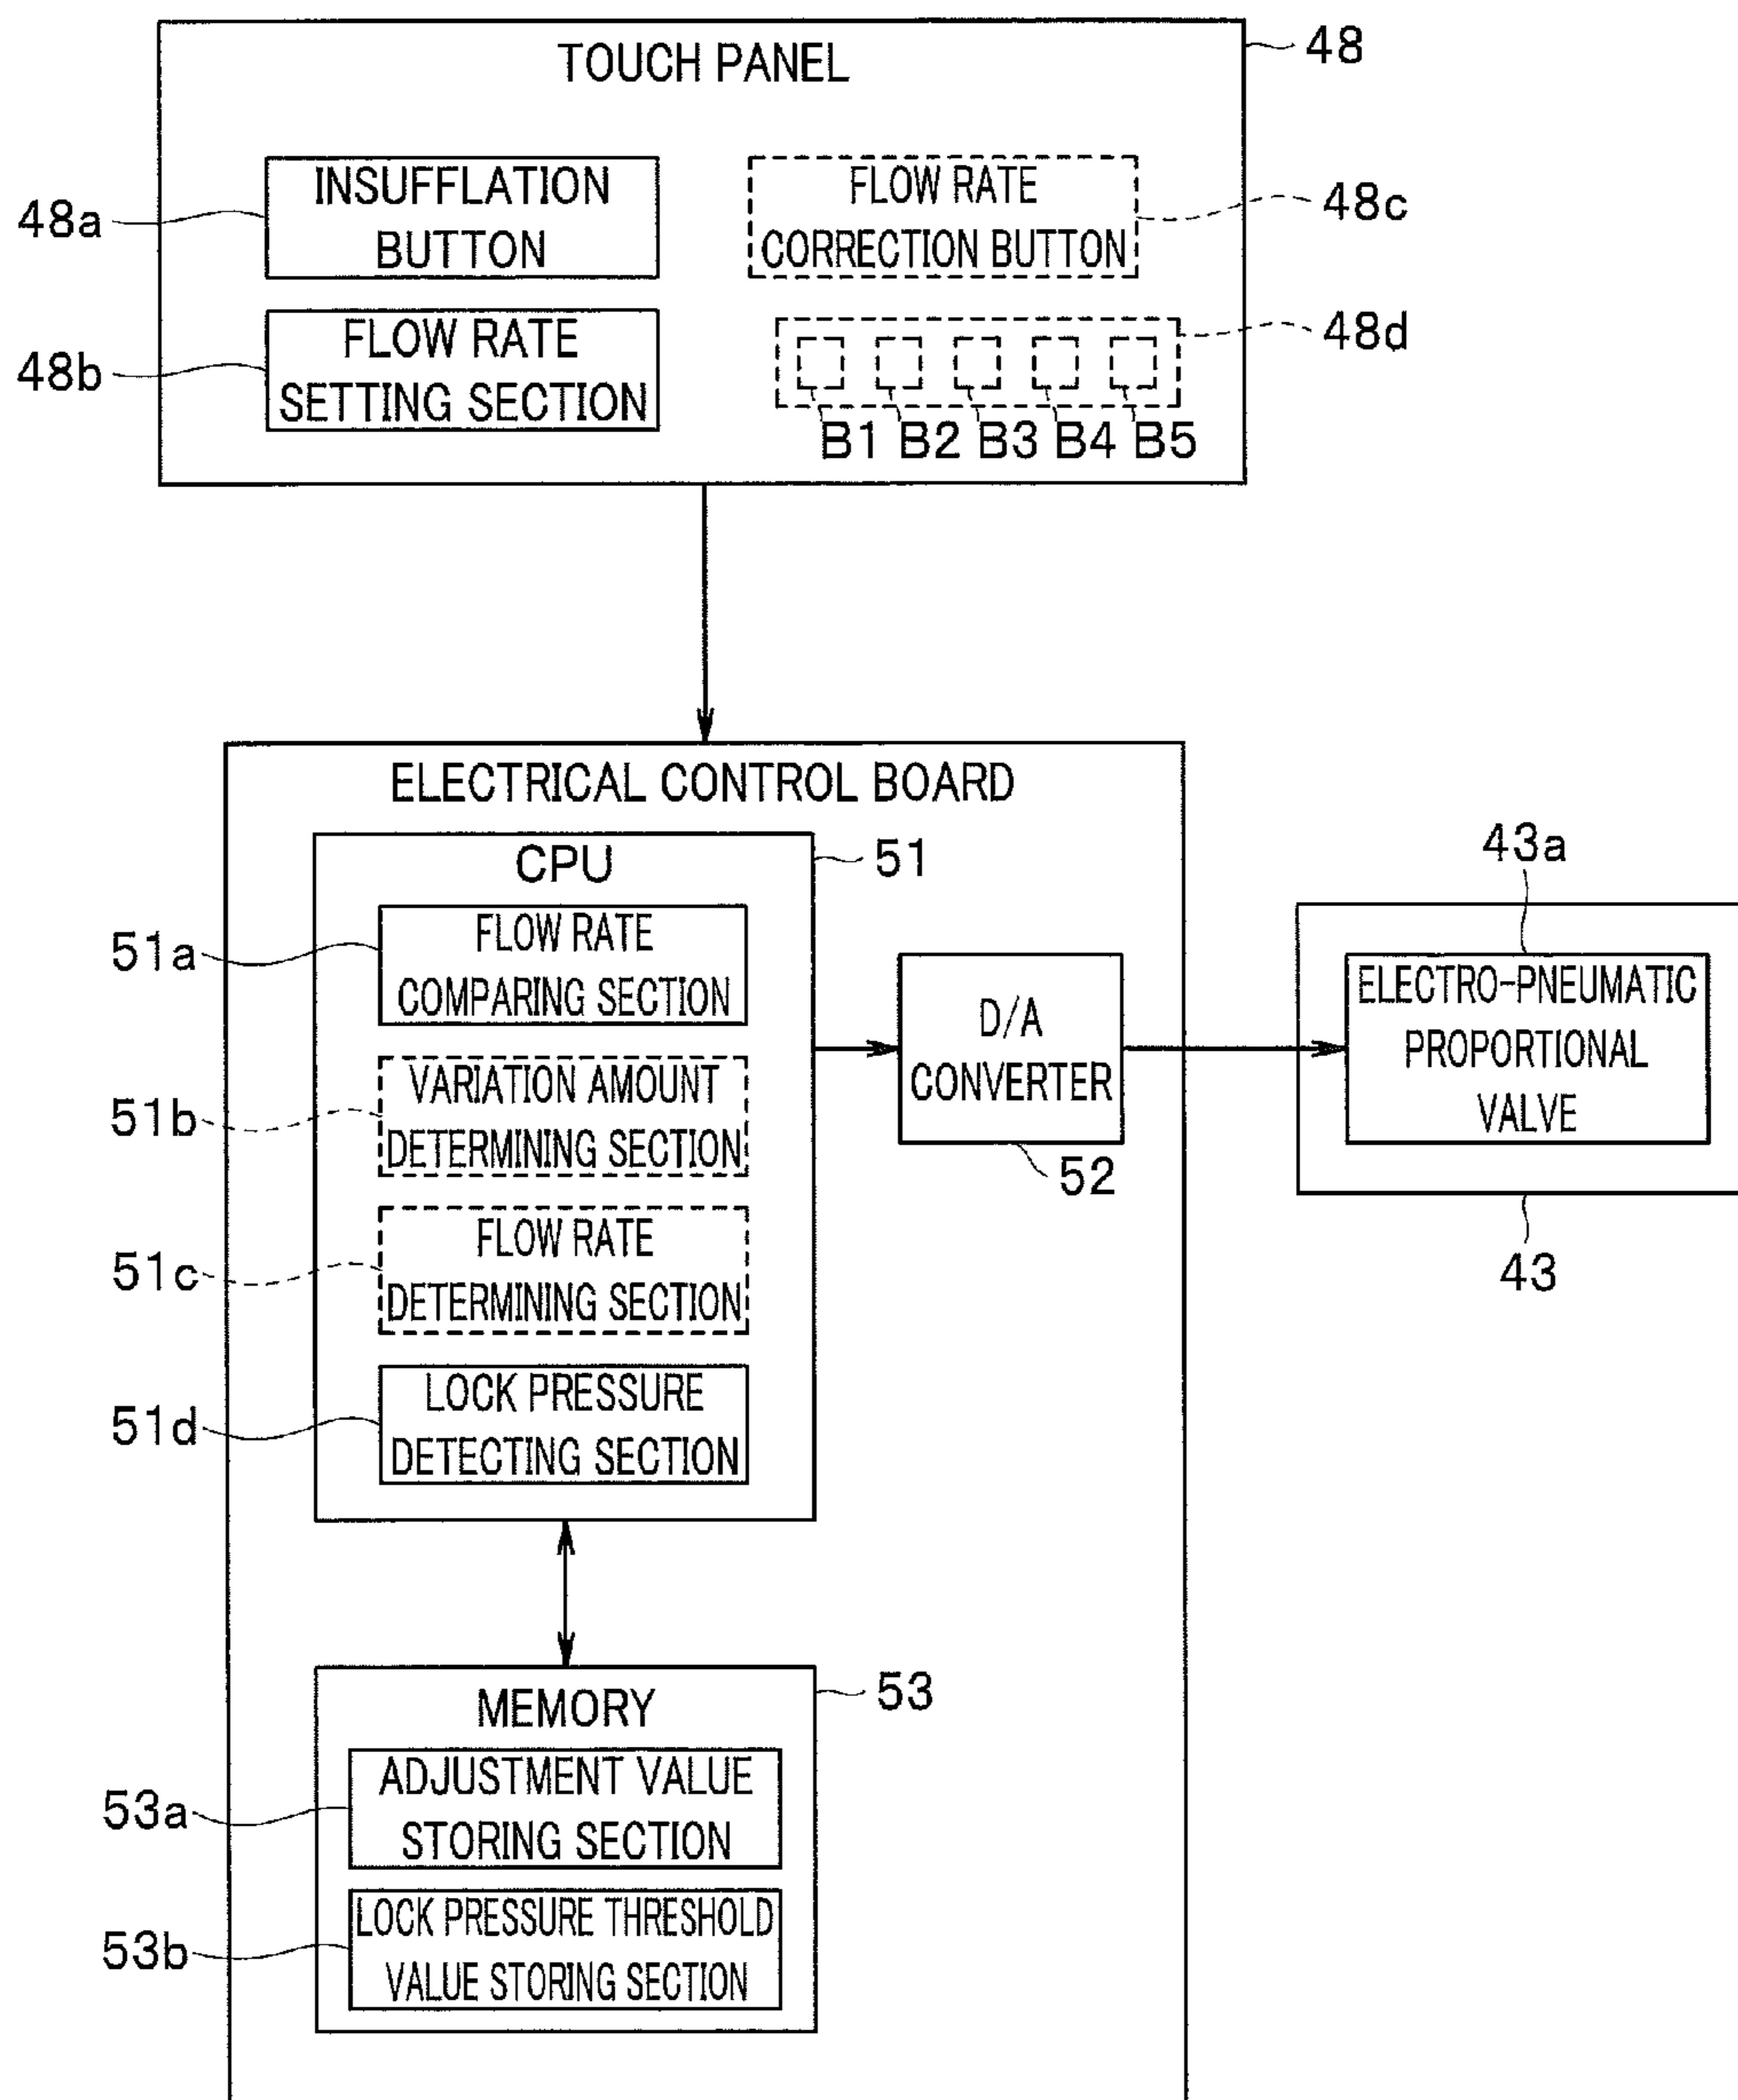 TOUCH PANEL
48
INSUFFLATION
BUTTON
48a
FLOW RATE
CORRECTION BUTTON
48c
FLOW RATE
SETTING SECTION
48b
48d
B1 B2 B3 B4 B5
ELECTRICAL CONTROL BOARD
CPU
51
FLOW RATE
COMPARING SECTION
51a
VARIATION AMOUNT
DETERMINING SECTION
51b
FLOW RATE
DETERMINING SECTION
51c
LOCK PRESSURE
DETECTING SECTION
51d
D/A
CONVERTER
52
43a
ELECTRO-PNEUMATIC
PROPORTIONAL
VALVE
43
MEMORY
53
ADJUSTMENT VALUE
STORING SECTION
53a
LOCK PRESSURE THRESHOLD
VALUE STORING SECTION
53b